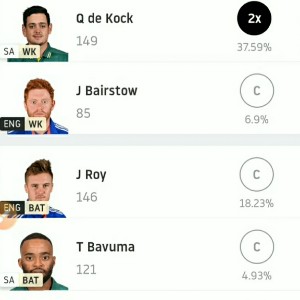 Q de Kock
149
2x
37.59%
SA WK
J Bairstow
85
C
6.9%
ENG WK
J Roy
146
C
18.23%
ENG BAT
T Bavuma
121
C
4.93%
SA BAT